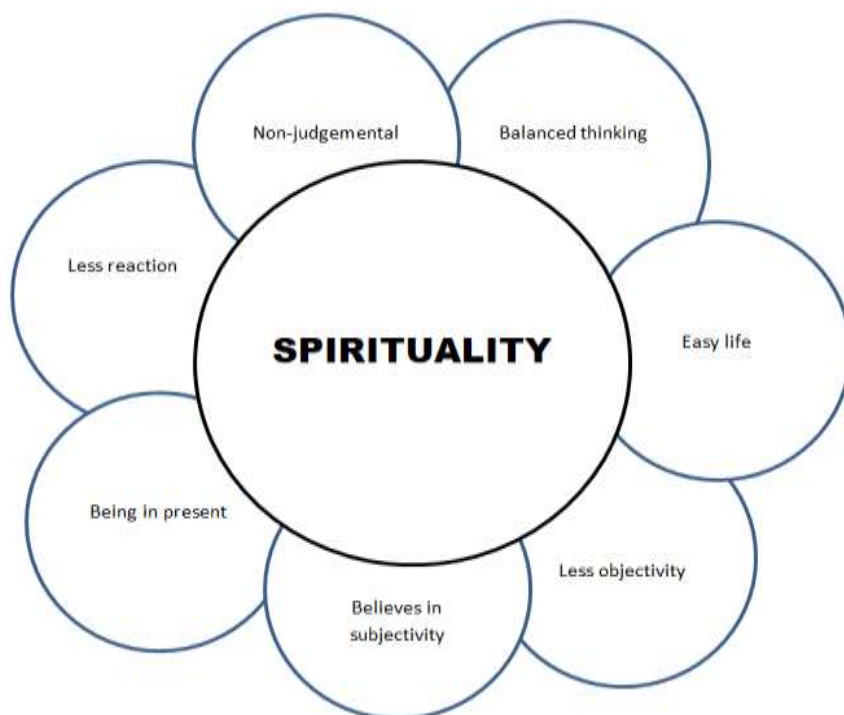 Non-judgemental
Balanced thinking
Less reaction
SPIRITUALITY
Easy life
Being in present
Less objectivity
Believes in
subjectivity